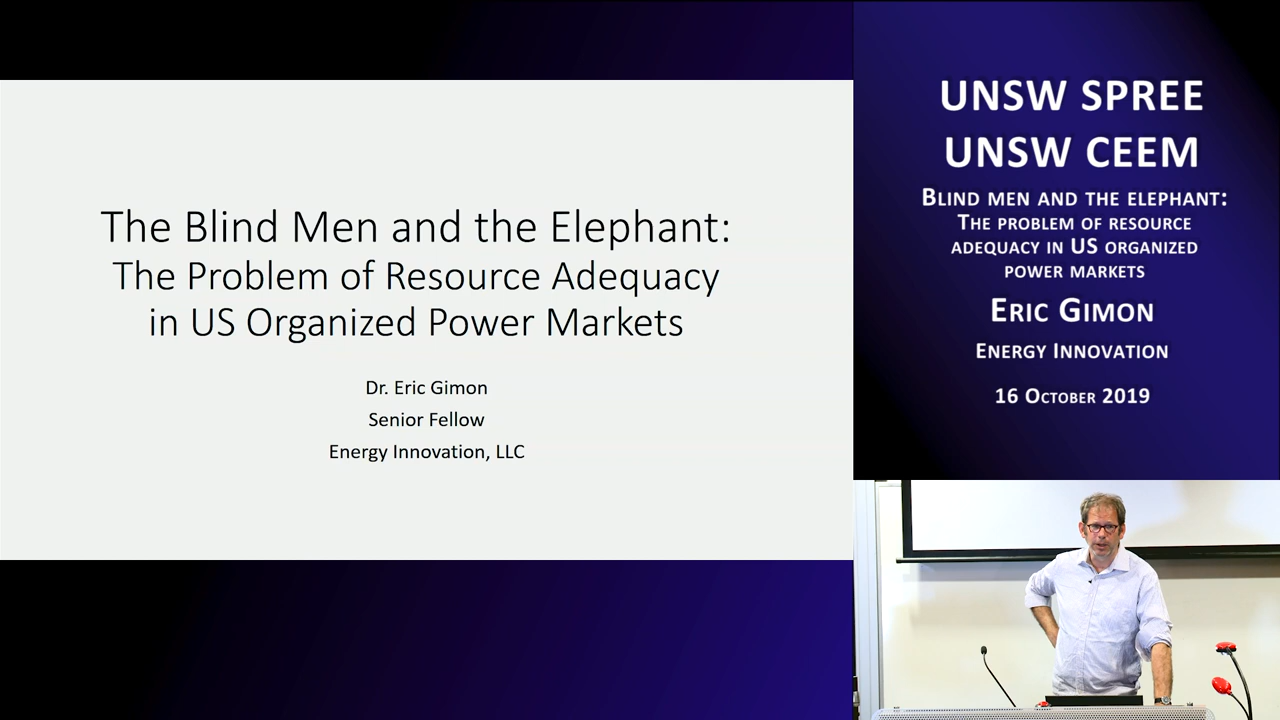 The Blind Men and the Elephant:
The Problem of Resource Adequacy
in US Organized Power Markets
Dr. Eric Gimon
Senior Fellow
Energy Innovation, LLC
UNSW SPREE
UNSW CEEM
Blind men and the elephant:
The problem of resource
adequacy in US organized
power markets
Eric Gimon
Energy Innovation
16 October 2019